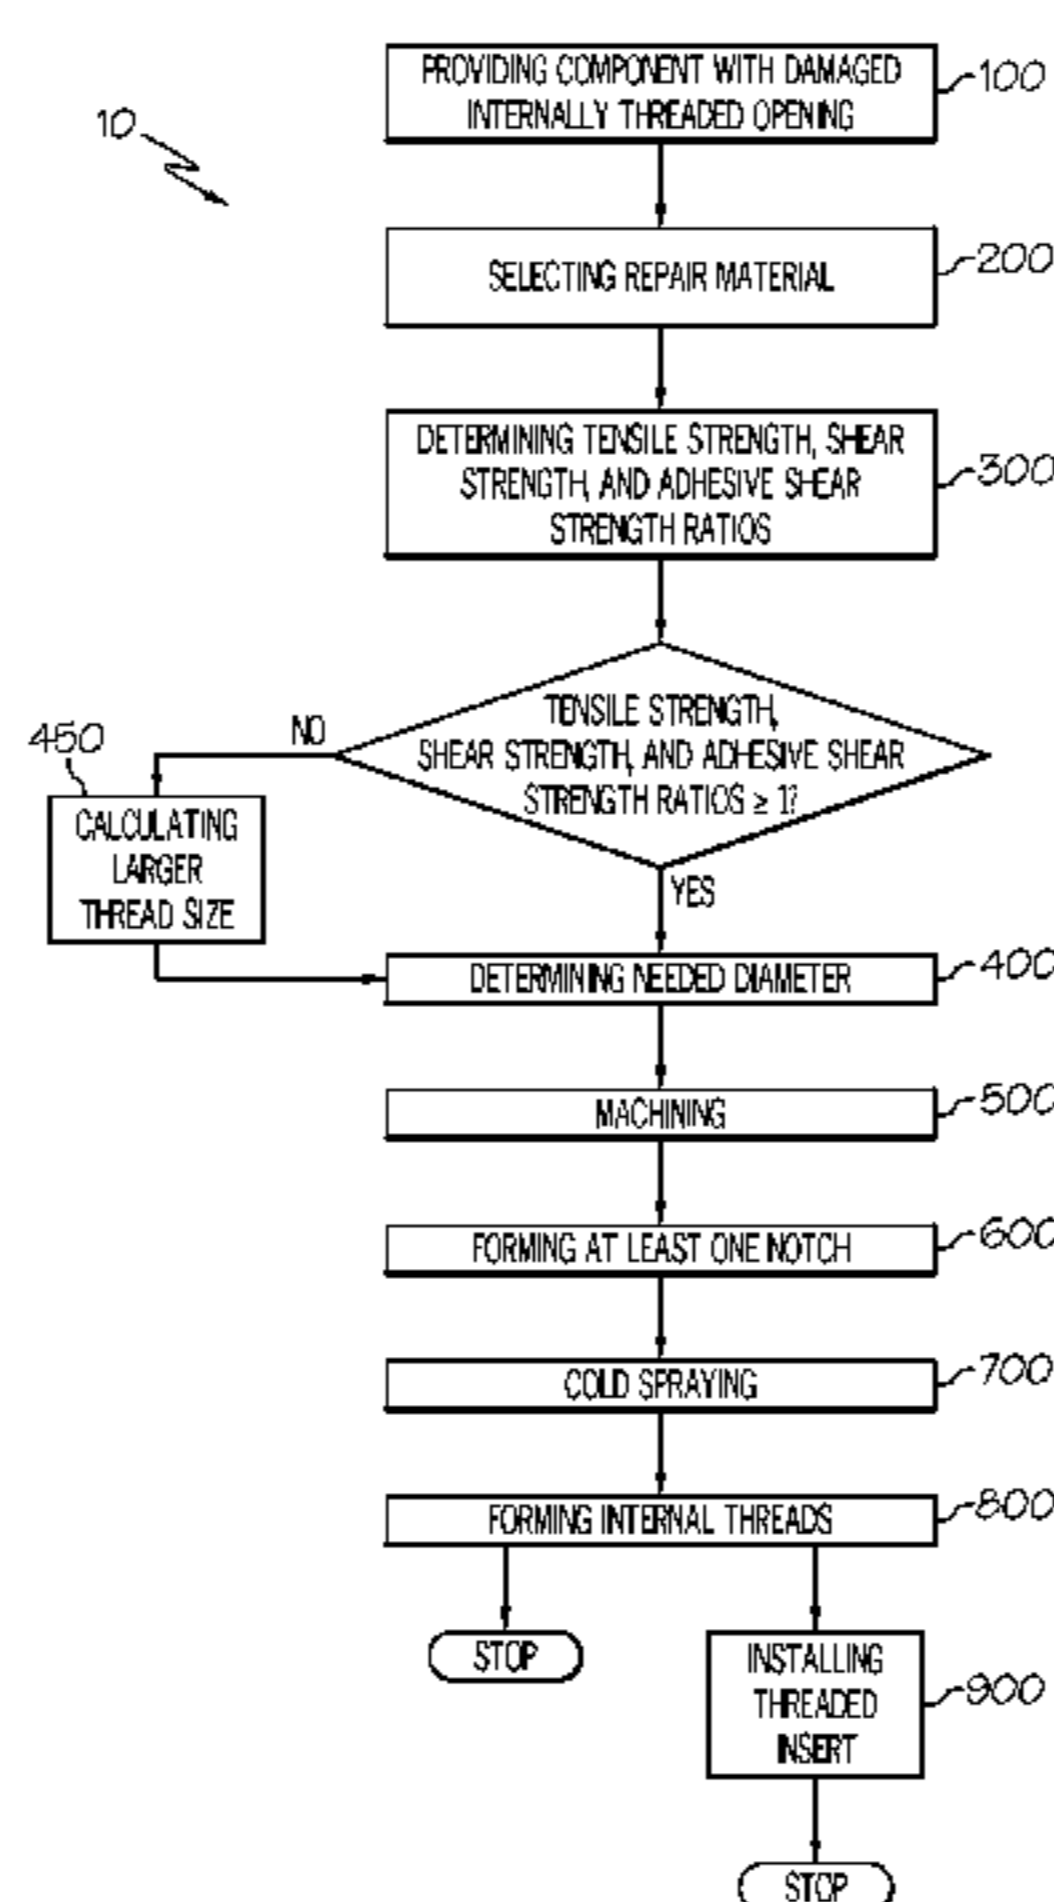 10
PROVIDING COMPONENT WITH DAMAGED
INTERNALLY THREADED OPENING
100
SELECTING REPAIR MATERIAL
200
DETERMINING TENSILE STRENGTH, SHEAR
STRENGTH, AND ADHESIVE SHEAR
STRENGTH RATIOS
300
TENSILE STRENGTH,
SHEAR STRENGTH, AND ADHESIVE SHEAR
STRENGTH RATIOS ≥ 1?
NO
450
CALCULATING
LARGER
THREAD SIZE
YES
DETERMINING NEEDED DIAMETER
400
MACHINING
500
FORMING AT LEAST ONE NOTCH
600
COLD SPRAYING
700
FORMING INTERNAL THREADS
800
STOP
INSTALLING
THREADED
INSERT
900
STOP